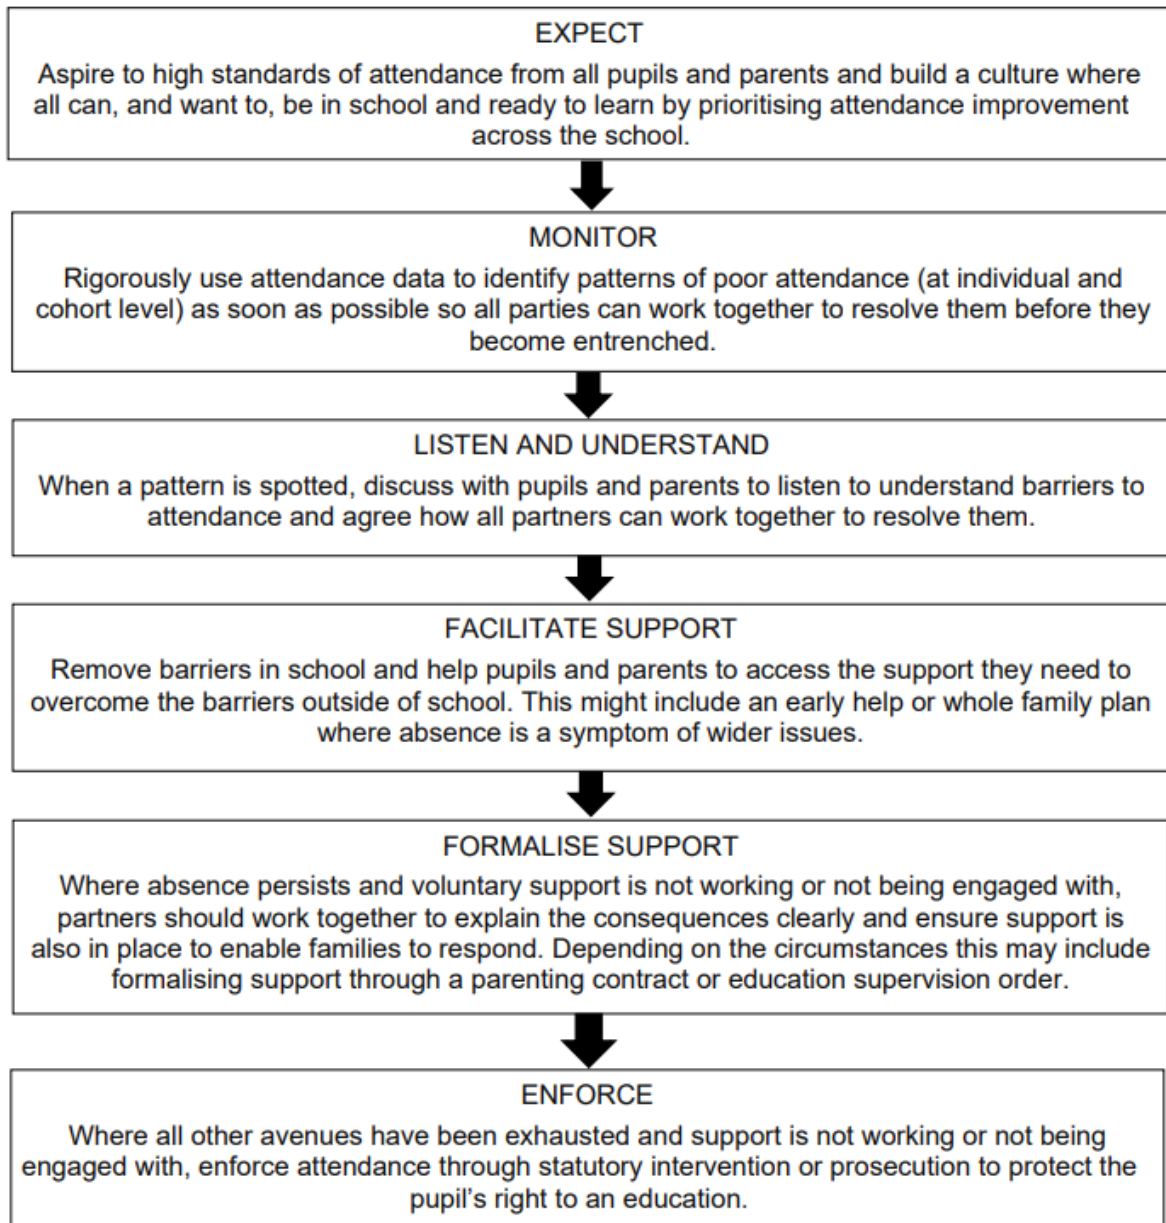 EXPECT
Aspire to high standards of attendance from all pupils and parents and build a culture where
all can, and want to, be in school and ready to learn by prioritising attendance improvement
across the school.
MONITOR
Rigorously use attendance data to identify patterns of poor attendance (at individual and
cohort level) as soon as possible so all parties can work together to resolve them before they
become entrenched.
LISTEN AND UNDERSTAND
When a pattern is spotted, discuss with pupils and parents to listen to understand barriers to
attendance and agree how all partners can work together to resolve them.
FACILITATE SUPPORT
Remove barriers in school and help pupils and parents to access the support they need to
overcome the barriers outside of school. This might include an early help or whole family plan
where absence is a symptom of wider issues.
FORMALISE SUPPORT
Where absence persists and voluntary support is not working or not being engaged with,
partners should work together to explain the consequences clearly and ensure support is
also in place to enable families to respond. Depending on the circumstances this may include
formalising support through a parenting contract or education supervision order.
ENFORCE
Where all other avenues have been exhausted and support is not working or not being
engaged with, enforce attendance through statutory intervention or prosecution to protect the
pupil's right to an education.